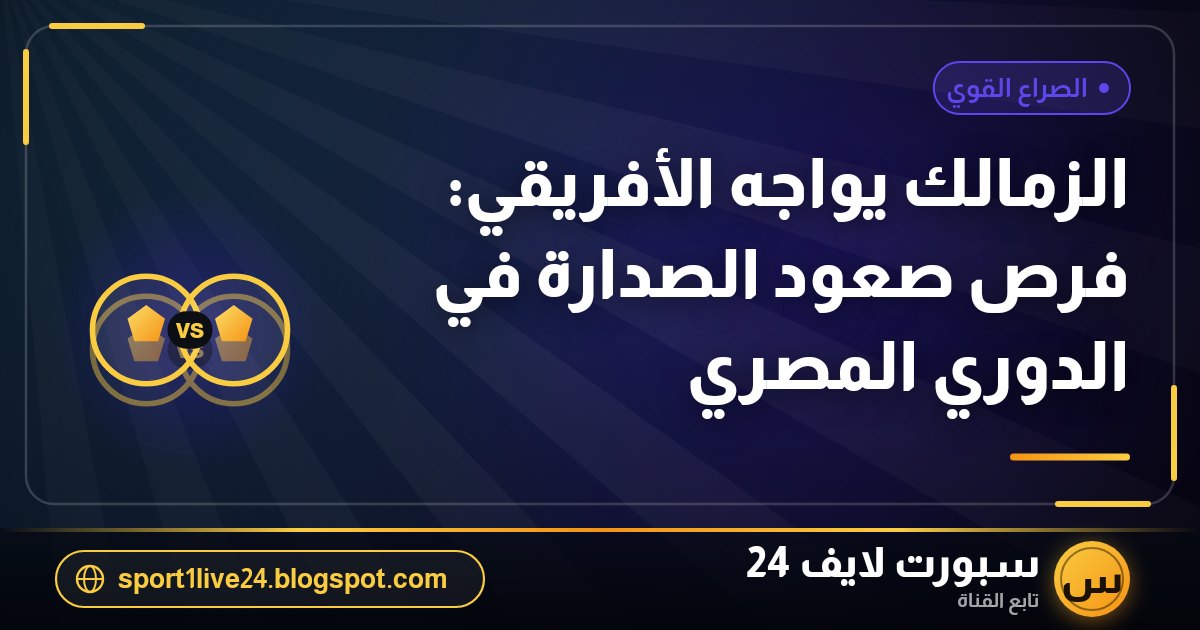 الصراع القوي
الزمالك يواجه الأفريقي:
فرص صعود الصدارة في
الدوري المصري
VS
سبورت لايف 24
تابع القناة
س
sport1live24.blogspot.com